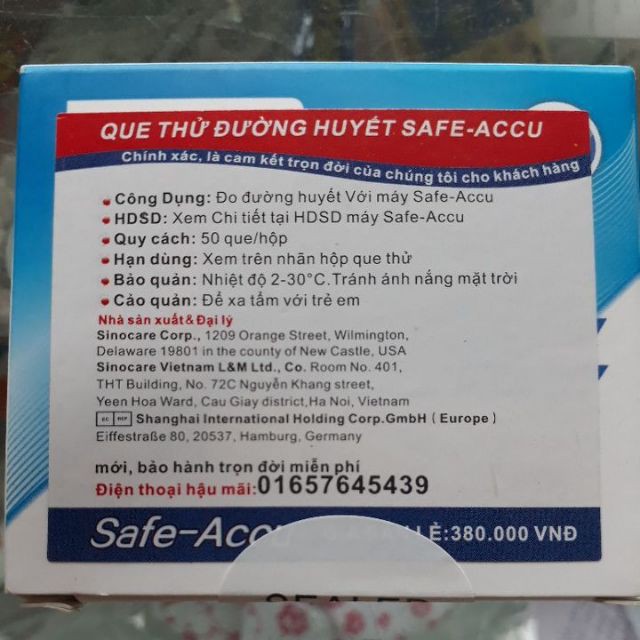 QUE THỬ ĐƯỜNG HUYẾT SAFE-ACCU
Chính xác, là cam kết trọn đời của chúng tôi cho khách hàng
Công Dụng: Đo đường huyết Với máy Safe-Accu
HDSD: Xem Chi tiết tại HDSD máy Safe-Accu
Quy cách: 50 que/hộp
Hạn dùng: Xem trên nhãn hộp que thử
Bảo quản: Nhiệt độ 2-30°C.Tránh ánh nắng mặt trời
Cảo quản: Để xa tầm với trẻ em
Nhà sản xuất & Đại lý
Sinocare Corp., 1209 Orange Street, Wilmington,
Delaware 19801 in the county of New Castle, USA
Sinocare Vietnam L&M Ltd., Co. Room No. 401,
THT Building, No. 72C Nguyễn Khang street,
Yeen Hoa Ward, Cau Giay district,Ha Noi, Vietnam
EC REP Shanghai International Holding Corp.GmbH ( Europe )
Eiffestraße 80, 20537, Hamburg, Germany
mới, bảo hành trọn đời miễn phí
Điện thoại hậu mãi:01657645439
Safe-Accu
LẺ:380.000 VNĐ